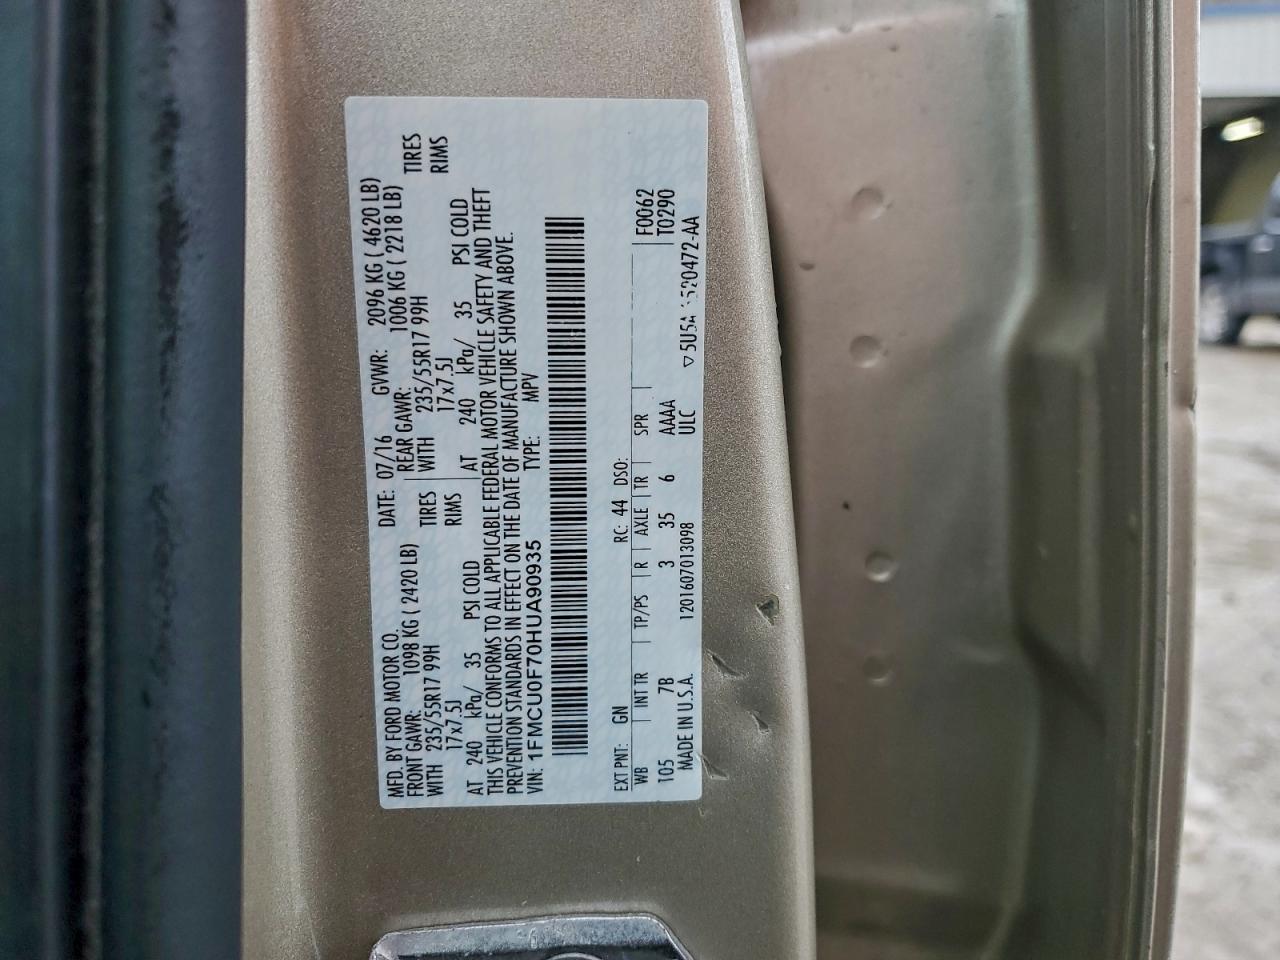 MFD. BY FORD MOTOR CO. DATE: 07/16 GVWR: 2096 KG ( 4620 LB)
FRONT GAWR: 1098 KG ( 2420 LB) REAR GAWR: 1006 KG ( 2218 LB)
WITH 235/55R17 99H TIRES WITH 235/55R17 99H TIRES
17x7.5J RIMS 17x7.5J RIMS
AT 240 kPa/ 35 PSI COLD AT 240 kPa/ 35 PSI COLD
THIS VEHICLE CONFORMS TO ALL APPLICABLE FEDERAL MOTOR VEHICLE SAFETY AND THEFT
PREVENTION STANDARDS IN EFFECT ON THE DATE OF MANUFACTURE SHOWN ABOVE.
VIN: 1FMCU0F70HUA90935 TYPE: MPV
EXT PNT: GN RC: 44 DSO: F0062
WB INT TR TP/PS R AXLE TR SPR T0290
105 7B 3 35 6 AAAA
MADE IN U.S.A. 1201607013098 ULC ▽5U5A 520472-AA